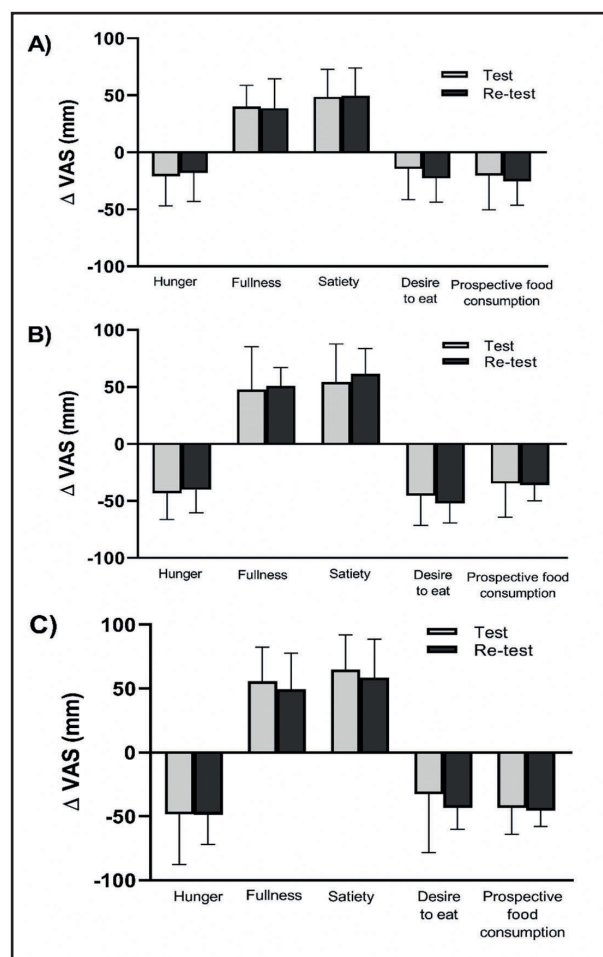 A)
Δ VAS (mm)
100
50
0
-50
-100
Test
Re-test
Hunger
Fullness
Satiety
Desire
to eat
Prospective food
consumption
B)
Δ VAS (mm)
100
50
0
-50
-100
Test
Re-test
Hunger
Fullness
Satiety
Desire
to eat
Prospective food
consumption
C)
Δ VAS (mm)
100
50
0
-50
-100
Test
Re-test
Hunger
Fullness
Satiety
Desire
to eat
Prospective
food
consumption